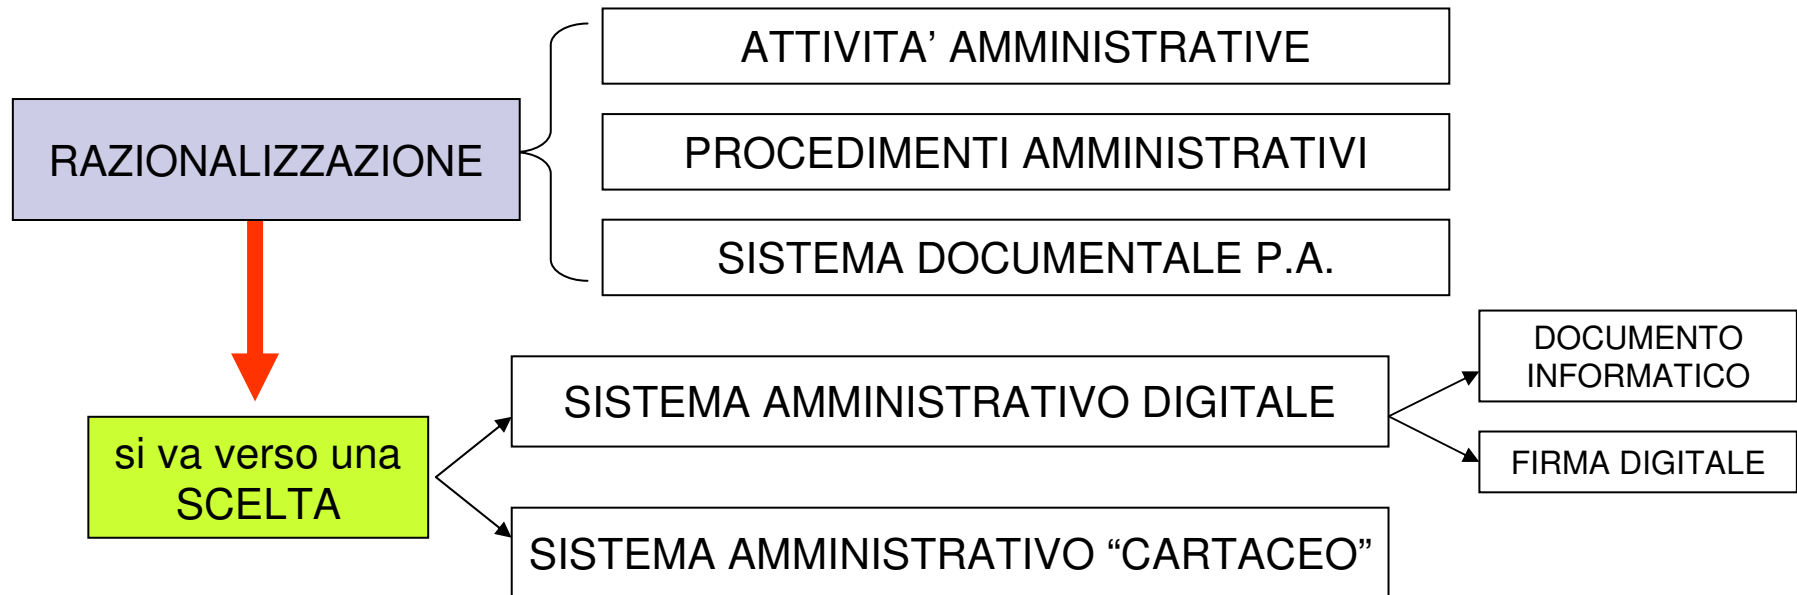 ATTIVITA’ AMMINISTRATIVE
RAZIONALIZZAZIONE
PROCEDIMENTI AMMINISTRATIVI
SISTEMA DOCUMENTALE P.A.
si va verso una
SCELTA
SISTEMA AMMINISTRATIVO DIGITALE
DOCUMENTO
INFORMATICO
FIRMA DIGITALE
SISTEMA AMMINISTRATIVO “CARTACEO”